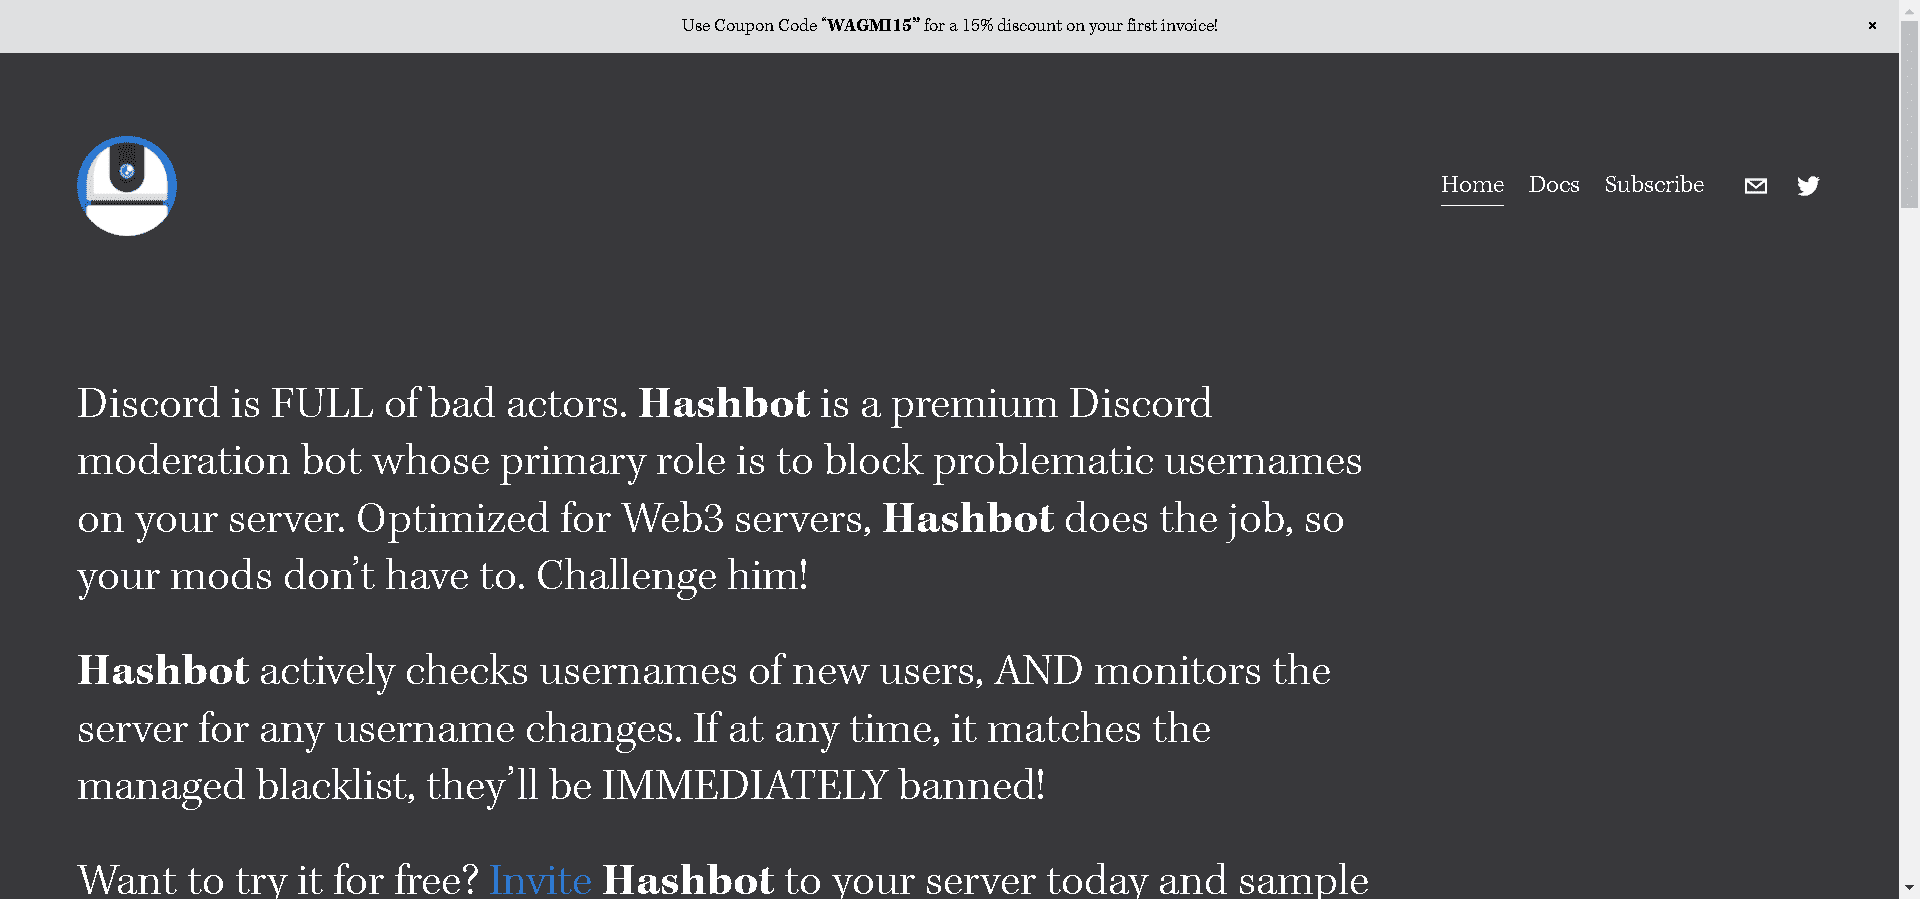 Use Coupon Code “WAGMI15” for a 15% discount on your first invoice!
Home Docs Subscribe
Discord is FULL of bad actors. Hashbot is a premium Discord
moderation bot whose primary role is to block problematic usernames
on your server. Optimized for Web3 servers, Hashbot does the job, so
your mods don’t have to. Challenge him!
Hashbot actively checks usernames of new users, AND monitors the
server for any username changes. If at any time, it matches the
managed blacklist, they’ll be IMMEDIATELY banned!
Want to try it for free? Invite Hashbot to your server today and sample